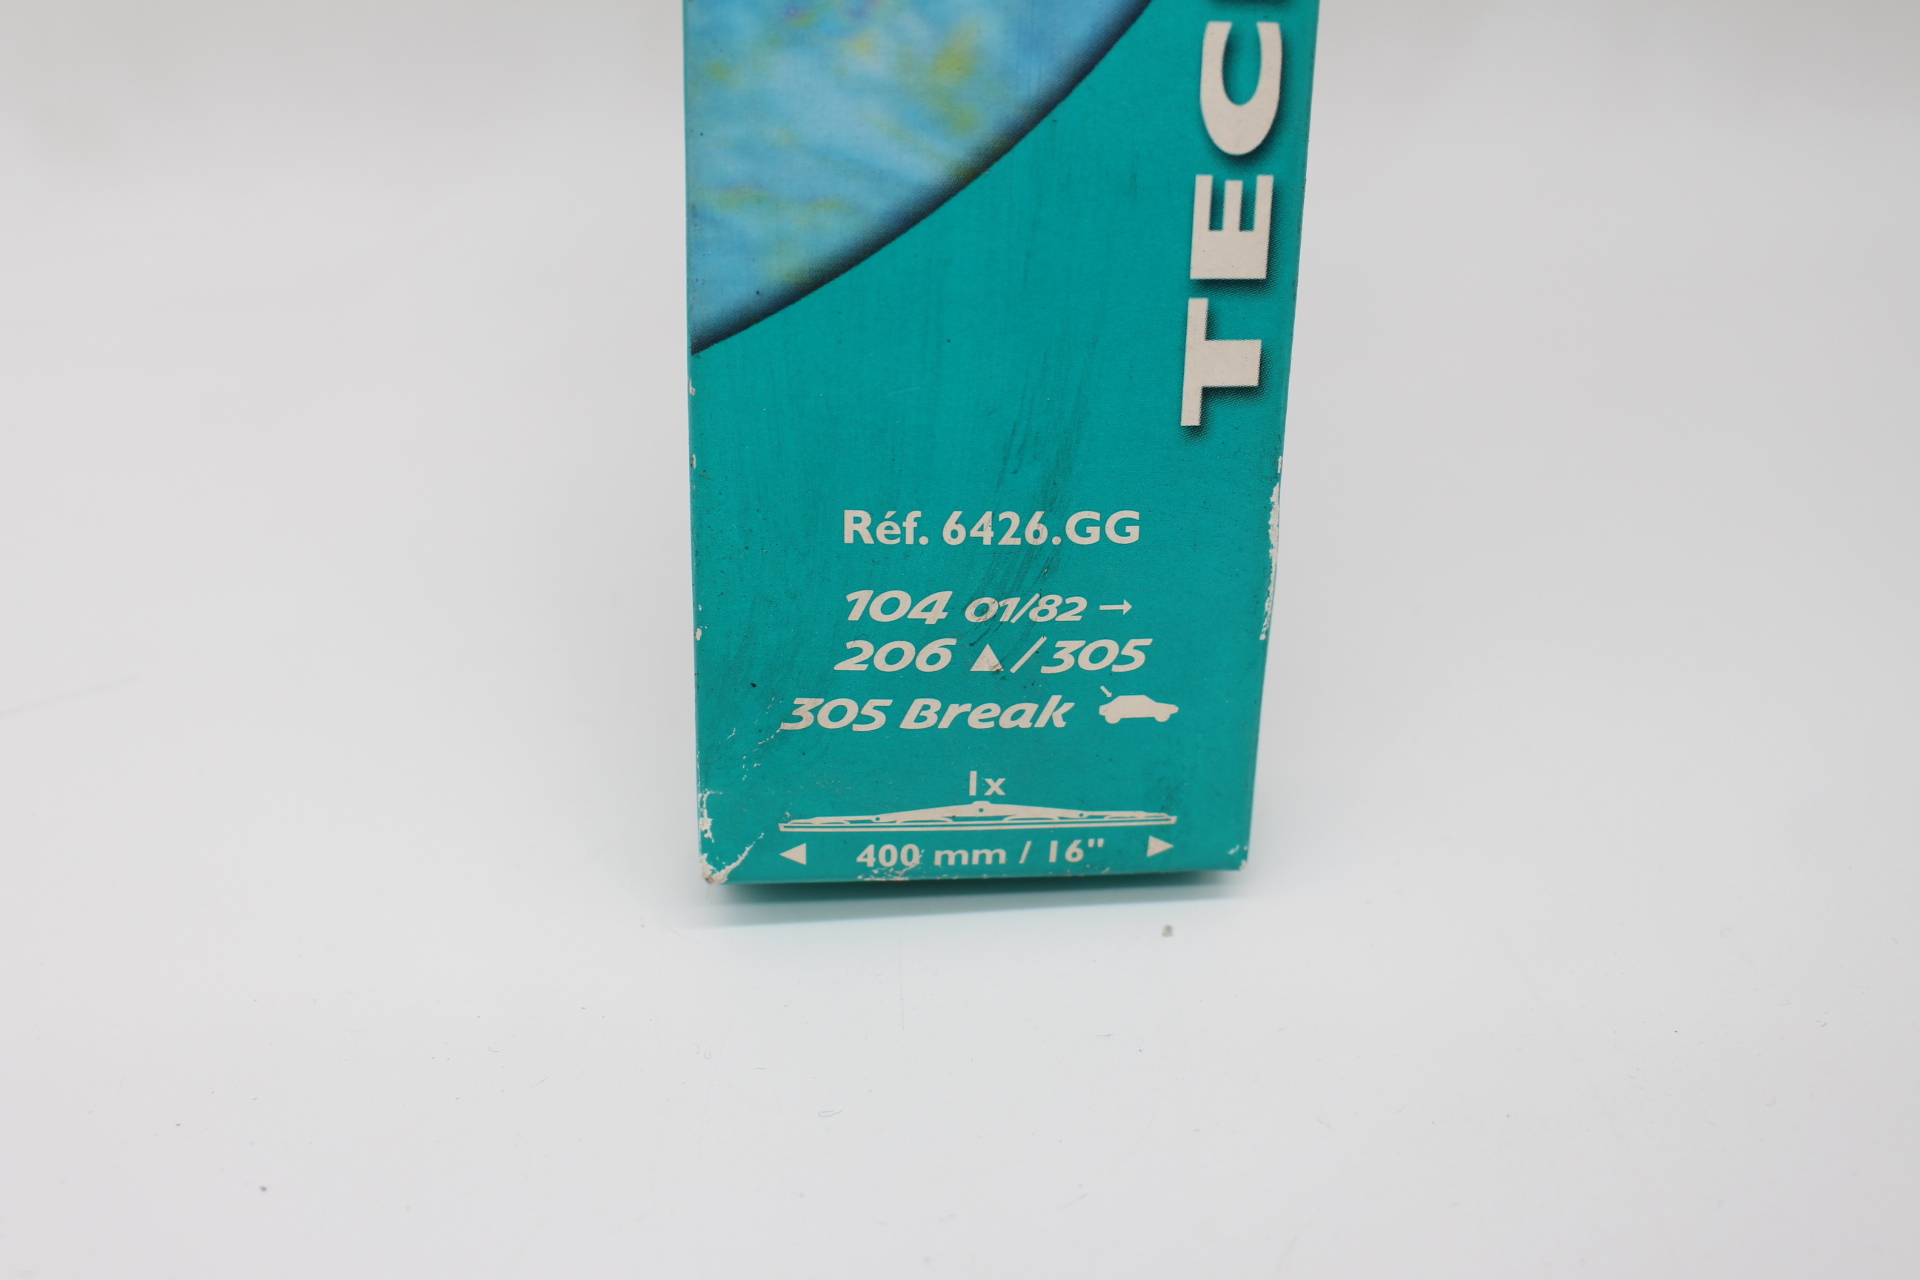 TEC
Réf. 6426.GG
104 01/82 →
206 ▲/305
305 Break
1x
◄ 400 mm / 16" ►